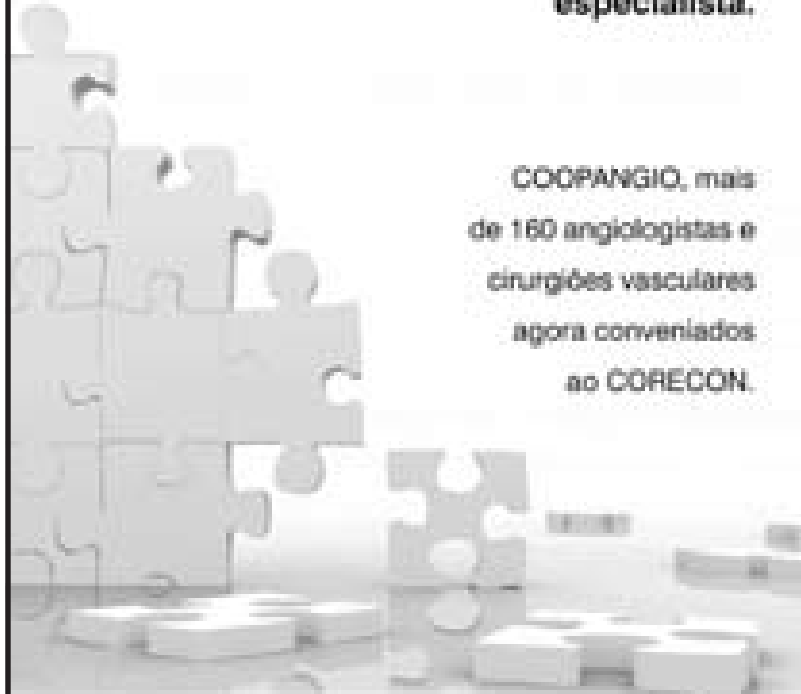 especialista.
COOPANGIO, mais
de 160 angiologistas e
cirurgiões vasculares
agora conveniados
ao CORECON.